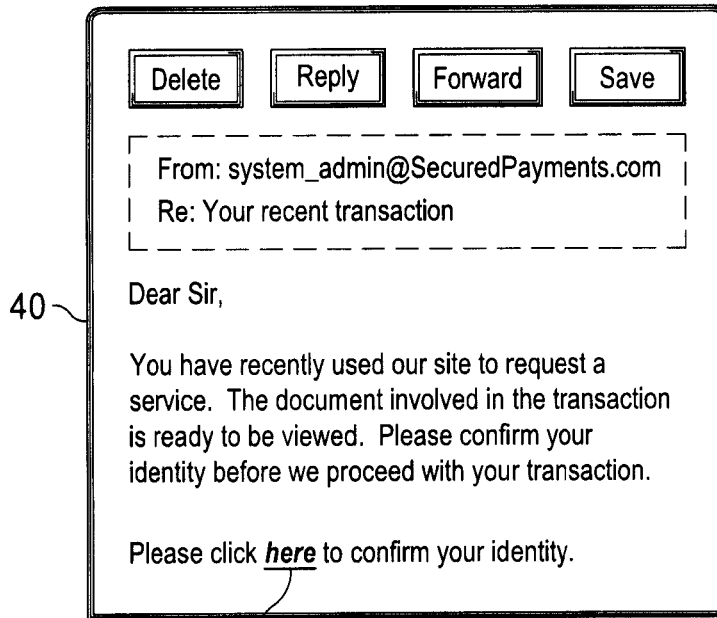 Delete Reply Forward Save
From: system_admin@SecuredPayments.com
Re: Your recent transaction
40
Dear Sir,
You have recently used our site to request a
service. The document involved in the transaction
is ready to be viewed. Please confirm your
identity before we proceed with your transaction.
Please click here to confirm your identity.